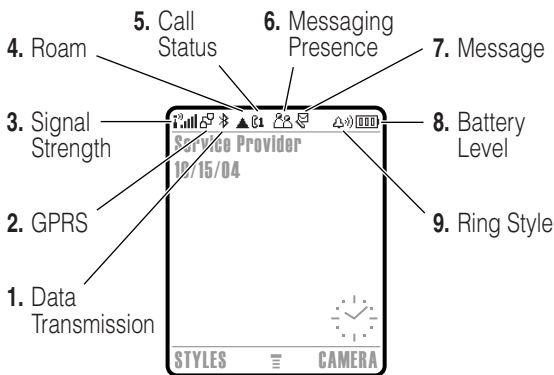 5. Call
Status
6. Messaging
Presence
4. Roam
7. Message
3. Signal
Strength
8. Battery
Level
Service Provider
10/15/04
2. GPRS
9. Ring Style
1. Data
Transmission
STYLES
CAMERA